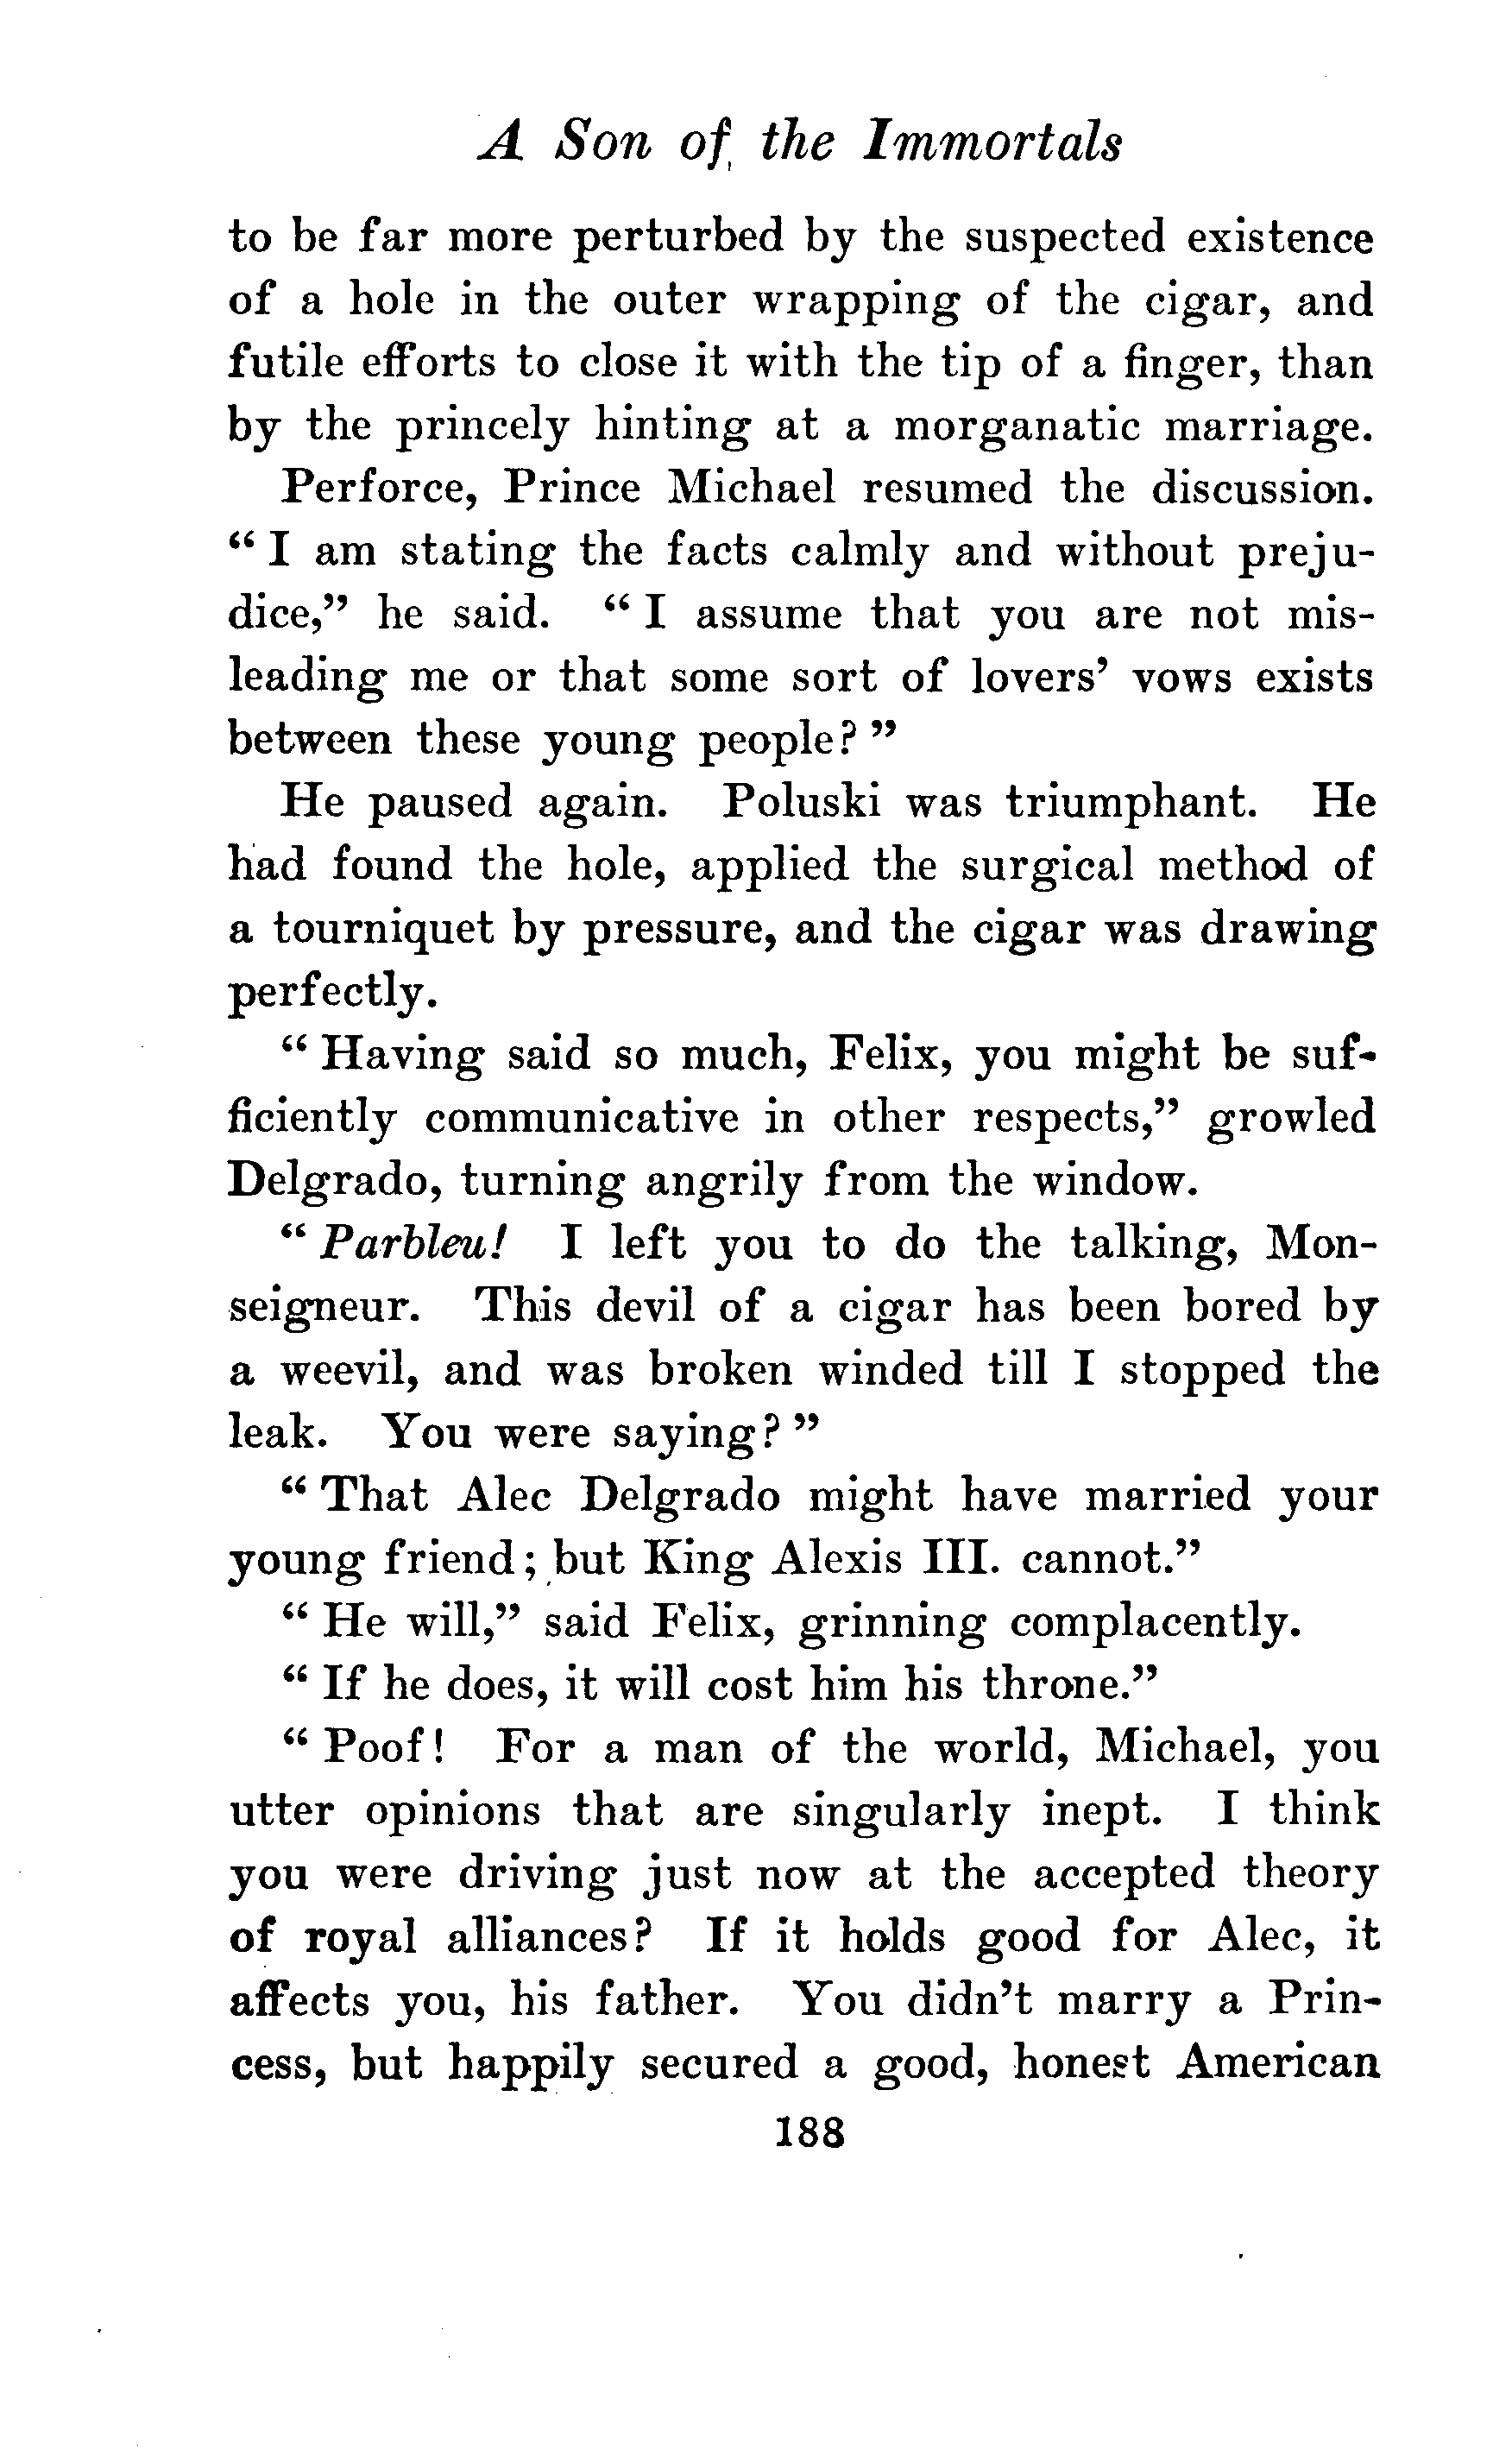 A Son of the Immortals
to be far more perturbed by the suspected existence
of a hole in the outer wrapping of the cigar, and
futile efforts to close it with the tip of a finger, than
by the princely hinting at a morganatic marriage.
Perforce, Prince Michael resumed the discussion.
“ I am stating the facts calmly and without preju-
dice,” he said. “ I assume that you are not mis-
leading me or that some sort of lovers’ vows exists
between these young people? ”
He paused again. Poluski was triumphant. He
had found the hole, applied the surgical method of
a tourniquet by pressure, and the cigar was drawing
perfectly.
“ Having said so much, Felix, you might be suf-
ficiently communicative in other respects,” growled
Delgrado, turning angrily from the window.
“ Parbleu! I left you to do the talking, Mon-
seigneur. This devil of a cigar has been bored by
a weevil, and was broken winded till I stopped the
leak. You were saying? ”
“ That Alec Delgrado might have married your
young friend; but King Alexis III. cannot.”
“ He will,” said Felix, grinning complacently.
“ If he does, it will cost him his throne.”
“ Poof! For a man of the world, Michael, you
utter opinions that are singularly inept. I think
you were driving just now at the accepted theory
of royal alliances? If it holds good for Alec, it
affects you, his father. You didn’t marry a Prin-
cess, but happily secured a good, honest American
188